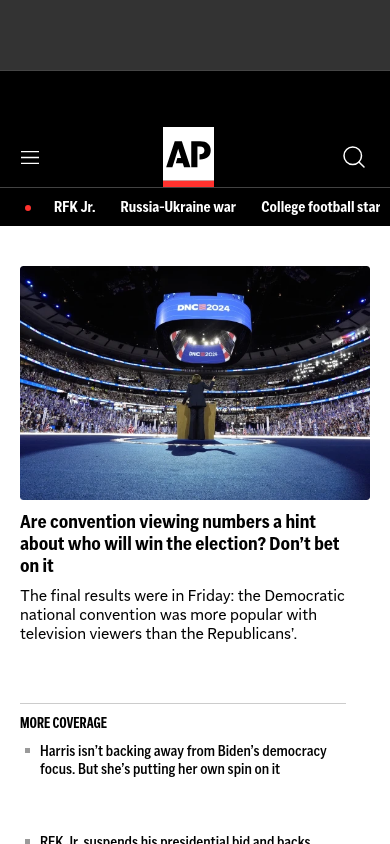 AP
RFK Jr.
Russia-Ukraine war
College football star
DNC 2024
DNC 2024
Are convention viewing numbers a hint
about who will win the election? Don’t bet
on it
The final results were in Friday: the Democratic
national convention was more popular with
television viewers than the Republicans’.
MORE COVERAGE
Harris isn’t backing away from Biden’s democracy
focus. But she’s putting her own spin on it
RFK Jr. suspends his presidential bid and backs